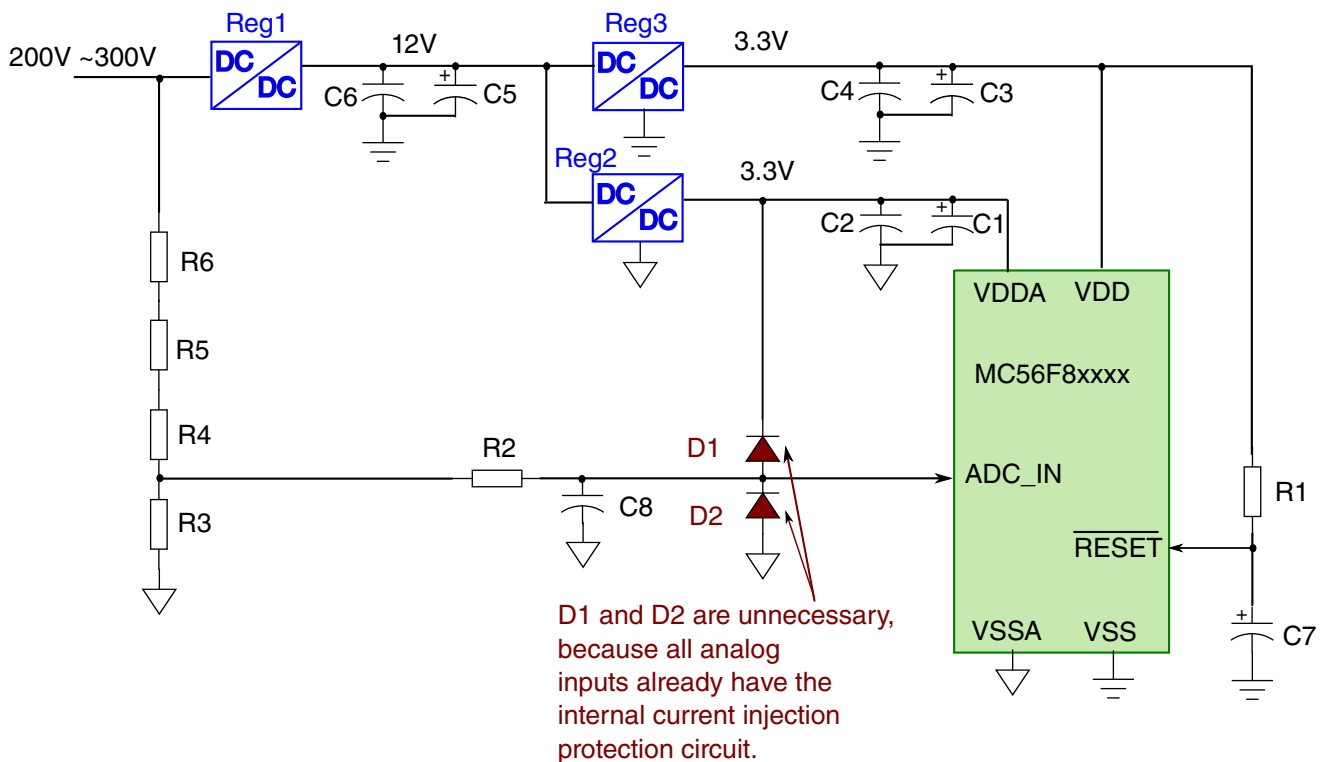 Reg1
Reg3
200V ~300V
12V
3.3V
DC
DC
DC
DC
C6
C5
C4
C3
Reg2
3.3V
DC
DC
C2
C1
R6
VDDA
VDD
R5
MC56F8xxxx
R4
R2
D1
ADC_IN
R3
C8
D2
R1
RESET
D1 and D2 are unnecessary,
because all analog
inputs already have the
internal current injection
protection circuit.
VSSA
VSS
C7
+
+
+
+